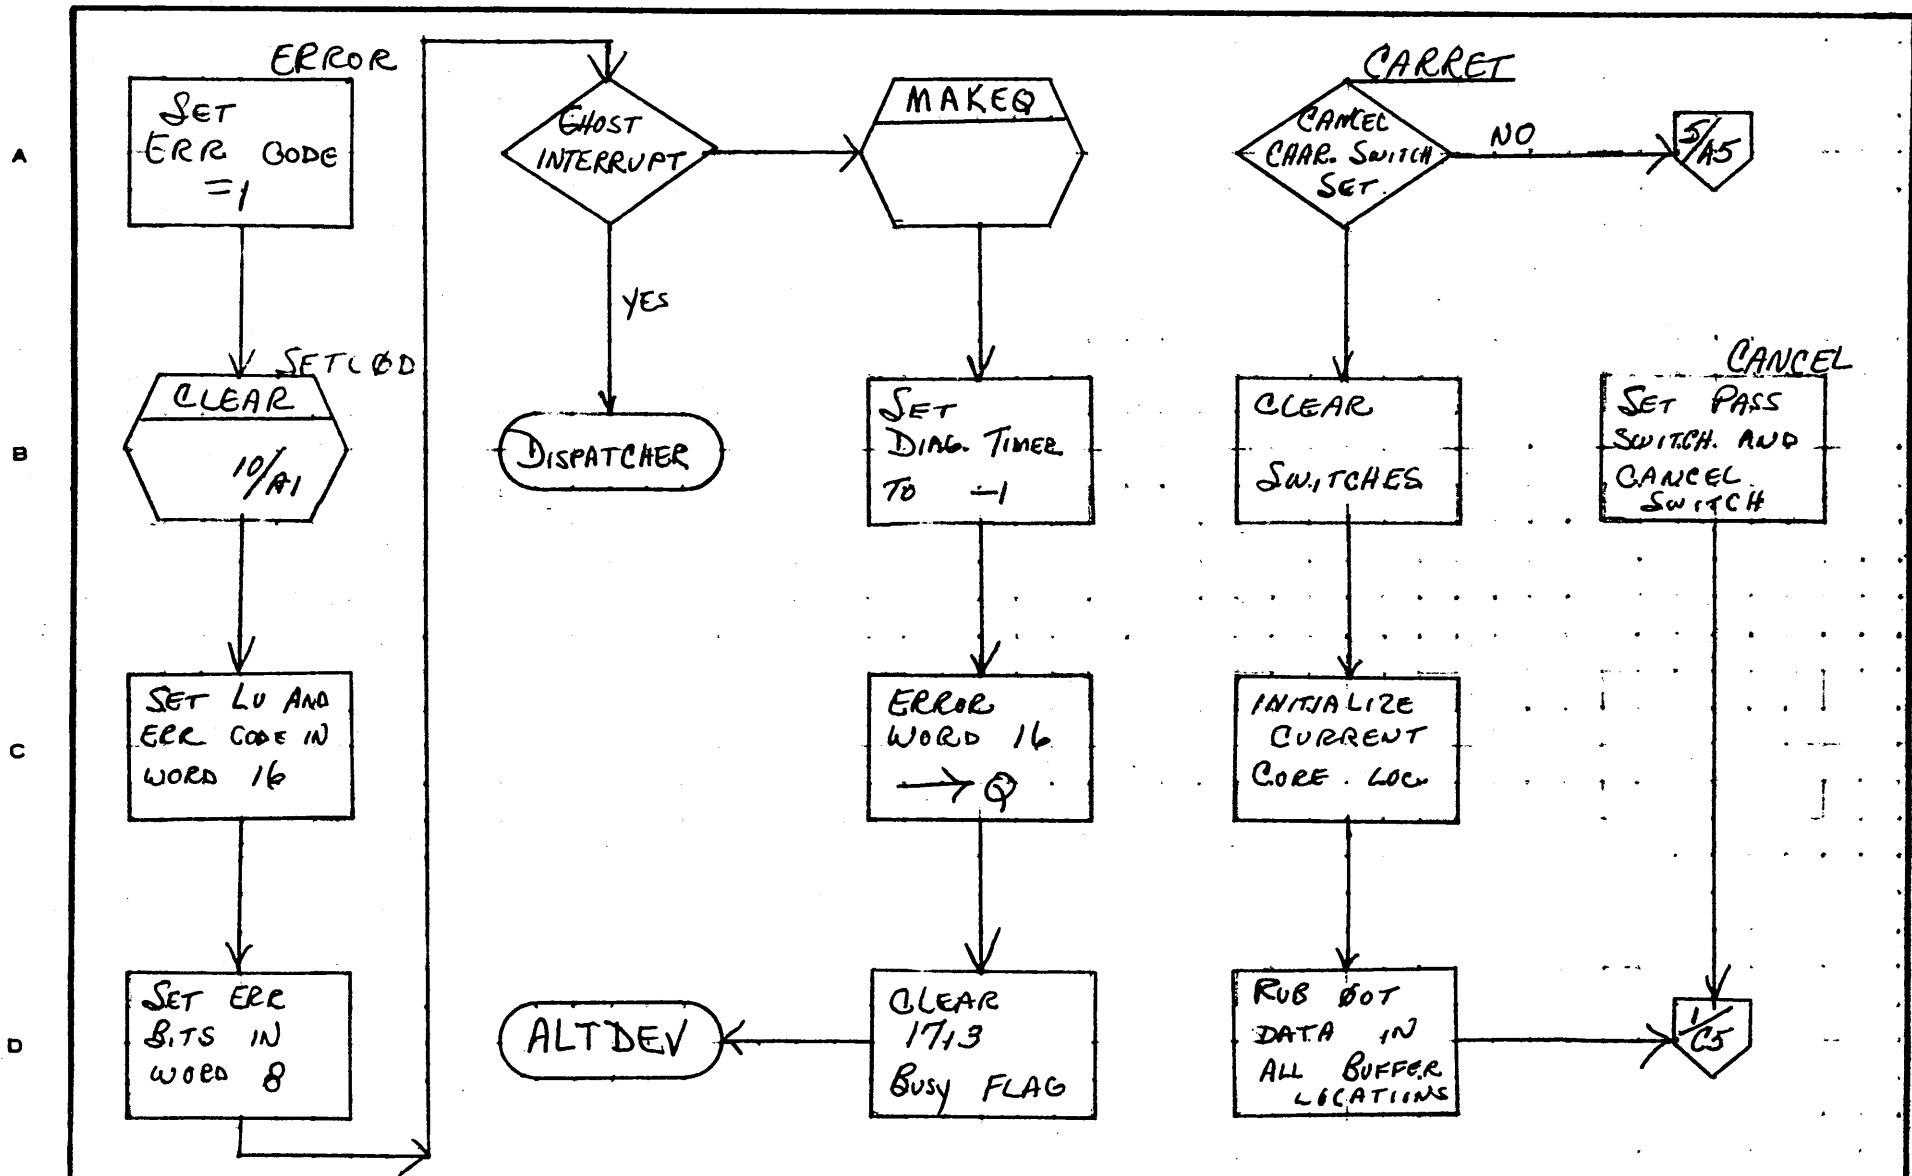 ERROR
SET
ERR CODE
=1
SETCØD
CLEAR
10/A1
SET LU AND
ERR CODE IN
WORD 16
SET ERR
BITS IN
WORD 8
GHOST
INTERRUPT
YES
DISPATCHER
MAKEQ
SET
DIAG. TIMER
TO -1
ERROR
WORD 16
→ Q
CLEAR
1713
BUSY FLAG
ALTDEV
CARRET
CANCEL
CHAR. SWITCH
SET
NO
5/A5
CLEAR
SWITCHES
INITIALIZE
CURRENT
CORE LOC.
RUB ØUT
DATA IN
ALL BUFFER
LOCATIONS
CANCEL
SET PASS
SWITCH AND
CANCEL
SWITCH
1/C5
A
B
C
D